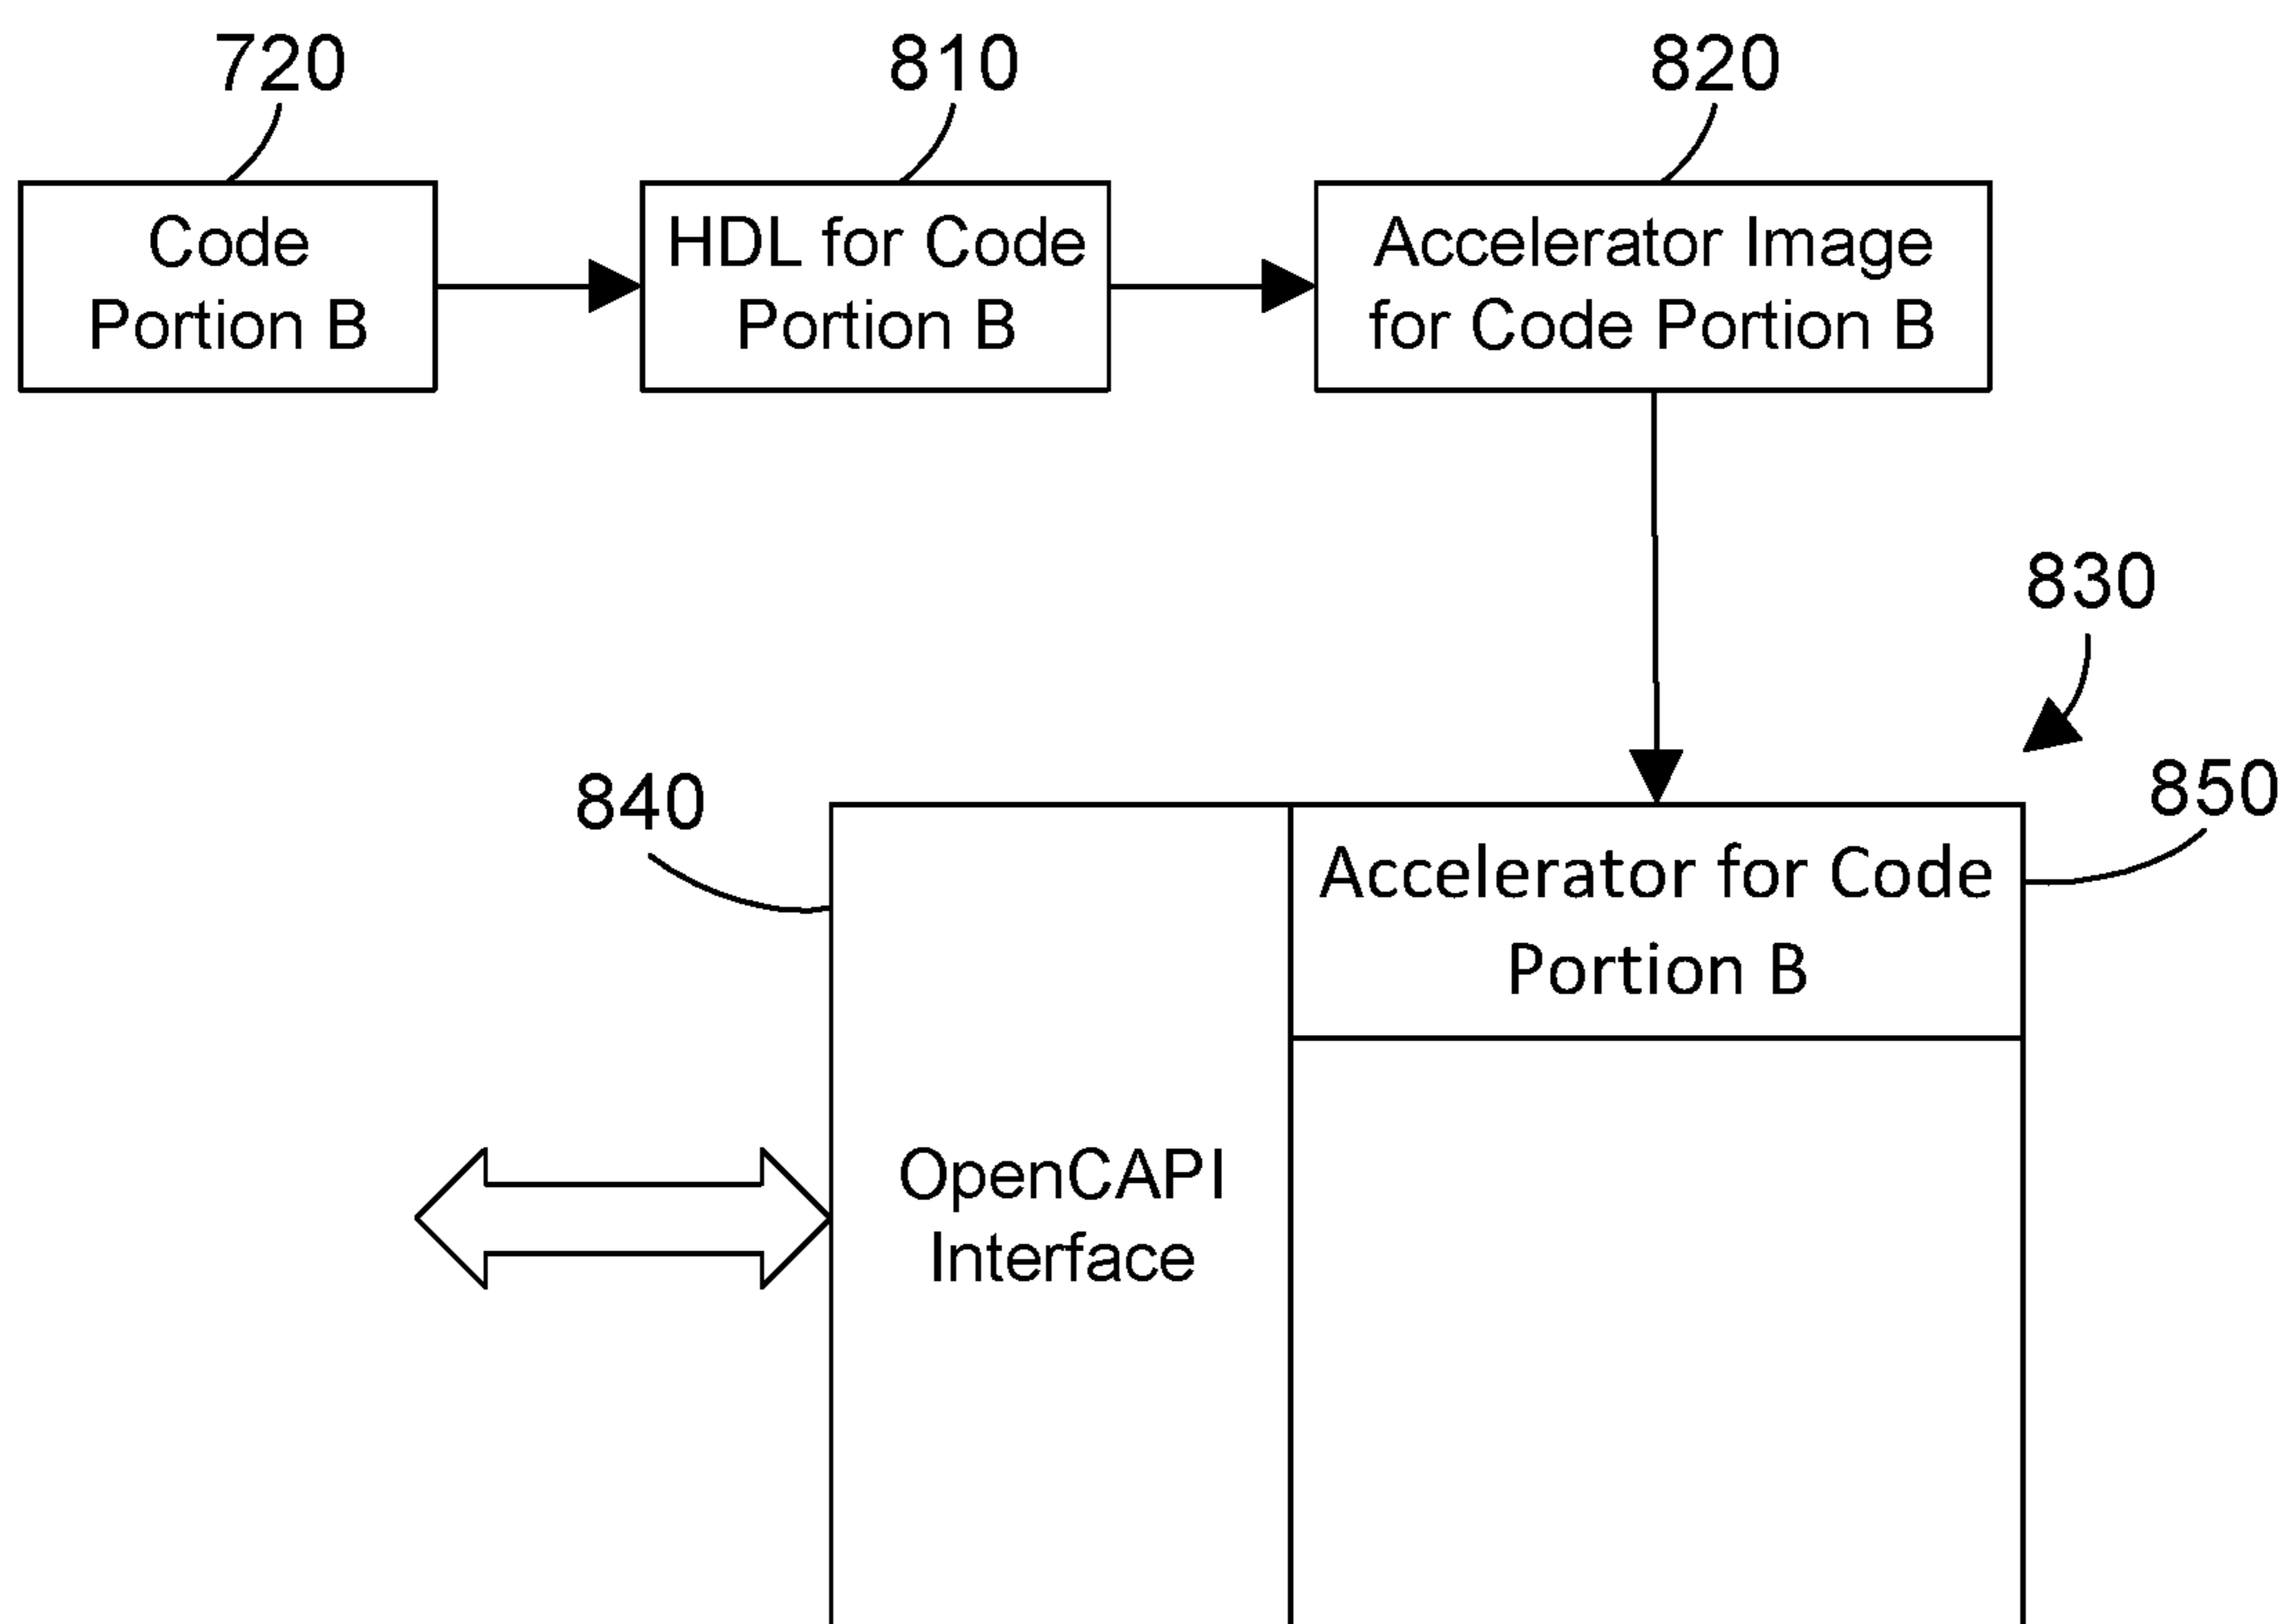 720
810
820
Code
Portion B
HDL for Code
Portion B
Accelerator Image
for Code Portion B
830
840
850
Accelerator for Code
Portion B
OpenCAPI
Interface